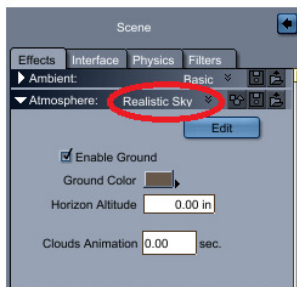 Scene
Effects Interface Physics Filters
Ambient: Basic
Atmosphere: Realistic Sky
Edit
Enable Ground
Ground Color
Horizon Altitude 0.00 in
Clouds Animation 0.00 sec.